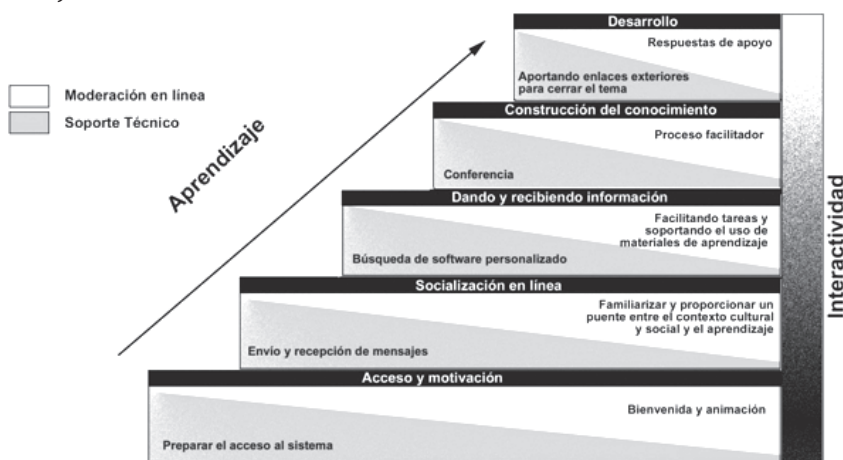 Desarrollo
Respuestas de apoyo
Aportando enlaces exteriores
para cerrar el tema
Construcción del conocimiento
Proceso facilitador
Conferencia
Dando y recibiendo información
Facilitando tareas y
soportando el uso de
materiales de aprendizaje
Búsqueda de software personalizado
Socialización en línea
Familiarizar y proporcionar un
puente entre el contexto cultural
y social y el aprendizaje
Envío y recepción de mensajes
Acceso y motivación
Bienvenida y animación
Preparar el acceso al sistema
Moderación en línea
Soporte Técnico
Aprendizaje
Interactividad